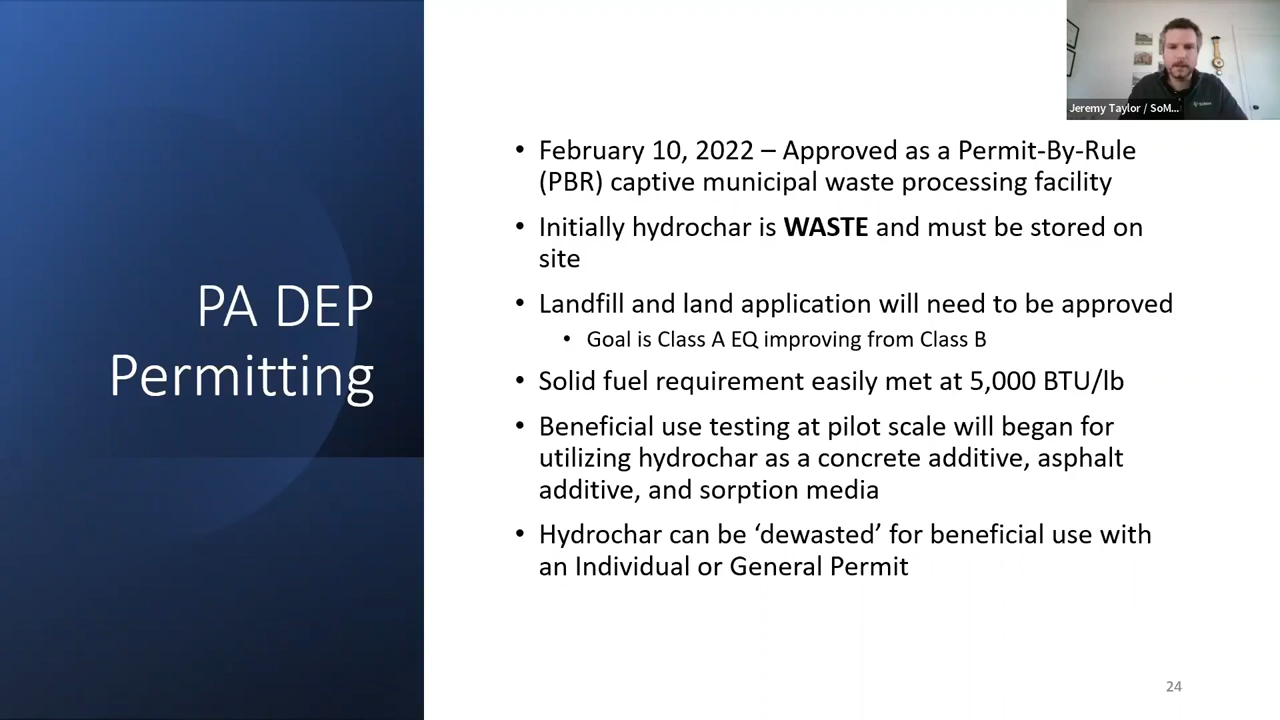 Jeremy Taylor / SoM...
PA DEP
Permitting
• February 10, 2022 – Approved as a Permit-By-Rule
(PBR) captive municipal waste processing facility
• Initially hydrochar is WASTE and must be stored on
site
• Landfill and land application will need to be approved
• Goal is Class A EQ improving from Class B
• Solid fuel requirement easily met at 5,000 BTU/lb
• Beneficial use testing at pilot scale will began for
utilizing hydrochar as a concrete additive, asphalt
additive, and sorption media
• Hydrochar can be ‘dewasted’ for beneficial use with
an Individual or General Permit
24